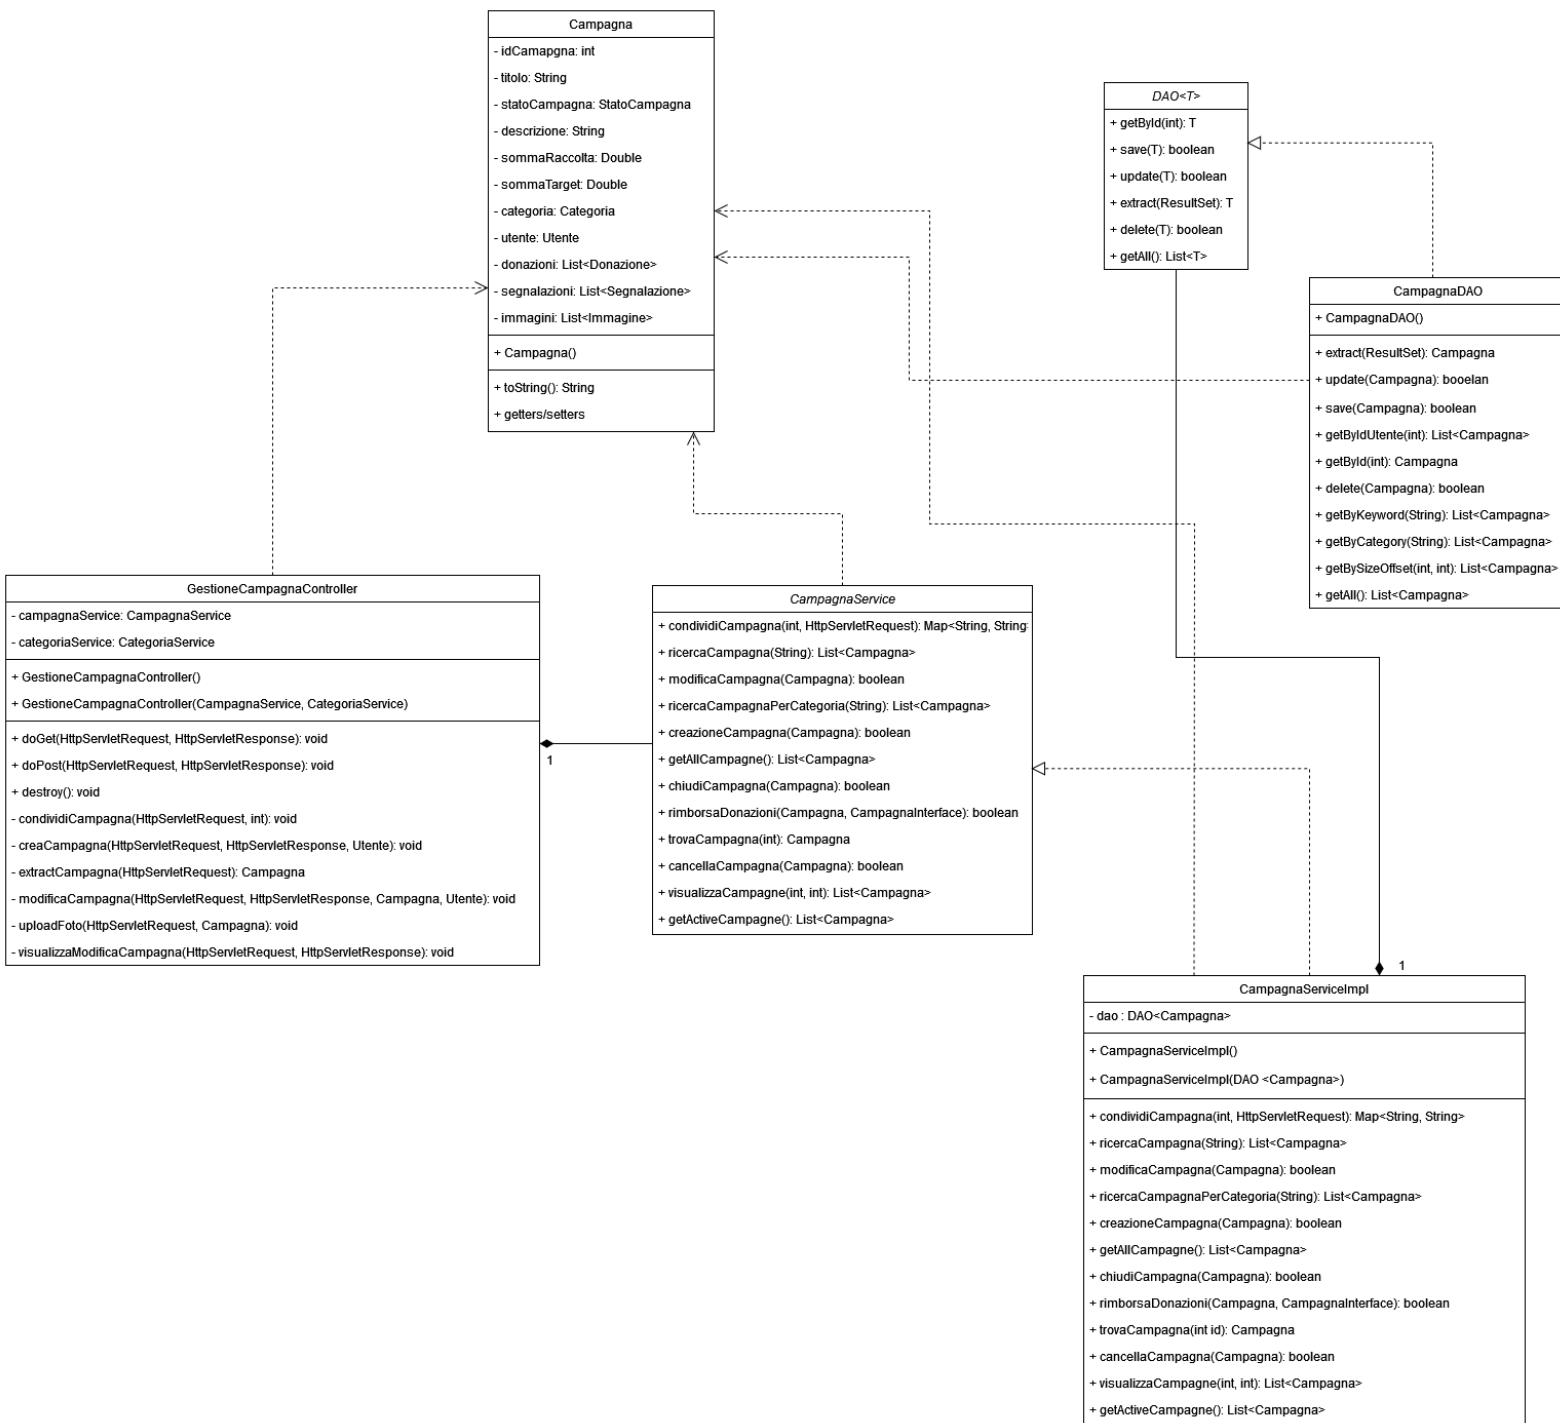 Campagna
- idCamapgna: int
- titolo: String
- statoCampagna: StatoCampagna
- descrizione: String
- sommaRaccolta: Double
- sommaTarget: Double
- categoria: Categoria
- utente: Utente
- donazioni: List<Donazione>
- segnalazioni: List<Segnalazione>
- immagini: List<Immagine>
+ Campagna()
+ toString(): String
+ getters/setters
DAO<T>
+ getById(int): T
+ save(T): boolean
+ update(T): boolean
+ extract(ResultSet): T
+ delete(T): boolean
+ getAll(): List<T>
CampagnaDAO
+ CampagnaDAO()
+ extract(ResultSet): Campagna
+ update(Campagna): booelan
+ save(Campagna): boolean
+ getByIdUtente(int): List<Campagna>
+ getById(int): Campagna
+ delete(Campagna): boolean
+ getByKeyword(String): List<Campagna>
+ getByCategory(String): List<Campagna>
+ getBySizeOffset(int, int): List<Campagna>
+ getAll(): List<Campagna>
GestioneCampagnaController
- campagnaService: CampagnaService
- categoriaService: CategoriaService
+ GestioneCampagnaController()
+ GestioneCampagnaController(CampagnaService, CategoriaService)
+ doGet(HttpServletRequest, HttpServletResponse): void
+ doPost(HttpServletRequest, HttpServletResponse): void
+ destroy(): void
- condividiCampagna(HttpServletRequest, int): void
- creaCampagna(HttpServletRequest, HttpServletResponse, Utente): void
- extractCampagna(HttpServletRequest): Campagna
- modificaCampagna(HttpServletRequest, HttpServletResponse, Campagna, Utente): void
- uploadFoto(HttpServletRequest, Campagna): void
- visualizzaModificaCampagna(HttpServletRequest, HttpServletResponse): void
1
CampagnaService
+ condividiCampagna(int, HttpServletRequest): Map<String, String
+ ricercaCampagna(String): List<Campagna>
+ modificaCampagna(Campagna): boolean
+ ricercaCampagnaPerCategoria(String): List<Campagna>
+ creazioneCampagna(Campagna): boolean
+ getAllCampagne(): List<Campagna>
+ chiudiCampagna(Campagna): boolean
+ rimborsaDonazioni(Campagna, CampagnaInterface): boolean
+ trovaCampagna(int): Campagna
+ cancellaCampagna(Campagna): boolean
+ visualizzaCampagne(int, int): List<Campagna>
+ getActiveCampagne(): List<Campagna>
1
CampagnaServiceImpl
- dao : DAO<Campagna>
+ CampagnaServiceImpl()
+ CampagnaServiceImpl(DAO <Campagna>)
+ condividiCampagna(int, HttpServletRequest): Map<String, String>
+ ricercaCampagna(String): List<Campagna>
+ modificaCampagna(Campagna): boolean
+ ricercaCampagnaPerCategoria(String): List<Campagna>
+ creazioneCampagna(Campagna): boolean
+ getAllCampagne(): List<Campagna>
+ chiudiCampagna(Campagna): boolean
+ rimborsaDonazioni(Campagna, CampagnaInterface): boolean
+ trovaCampagna(int id): Campagna
+ cancellaCampagna(Campagna): boolean
+ visualizzaCampagne(int, int): List<Campagna>
+ getActiveCampagne(): List<Campagna>